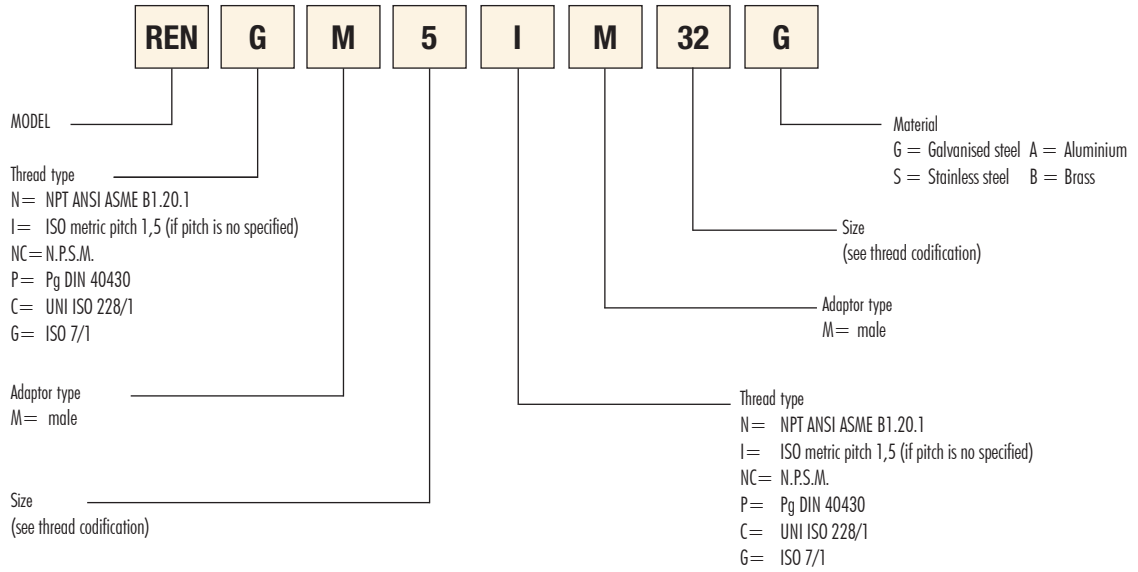 REN G M 5 I M 32 G
MODEL
Thread type
N= NPT ANSI ASME B1.20.1
I= ISO metric pitch 1,5 (if pitch is no specified)
NC= N.P.S.M.
P= Pg DIN 40430
C= UNI ISO 228/1
G= ISO 7/1
Adaptor type
M= male
Size
(see thread codification)
Material
G = Galvanised steel A = Aluminium
S = Stainless steel B = Brass
Size
(see thread codification)
Adaptor type
M= male
Thread type
N= NPT ANSI ASME B1.20.1
I= ISO metric pitch 1,5 (if pitch is no specified)
NC= N.P.S.M.
P= Pg DIN 40430
C= UNI ISO 228/1
G= ISO 7/1